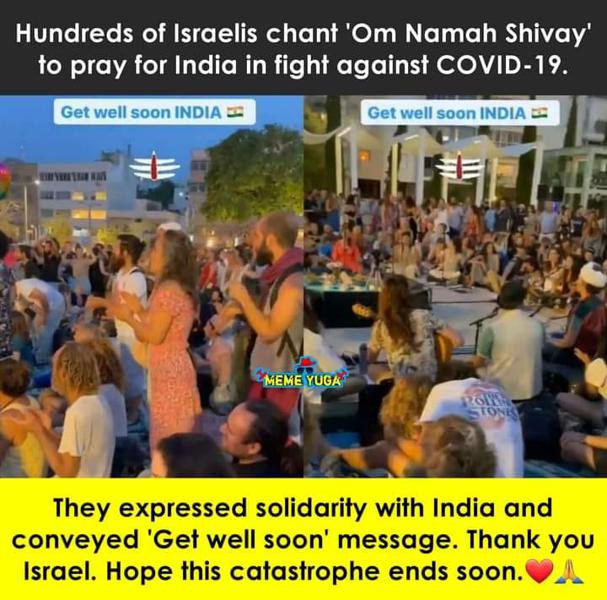 Hundreds of Israelis chant 'Om Namah Shivay'
to pray for India in fight against COVID-19.
Get well soon INDIA 🇮🇳
Get well soon INDIA 🇮🇳
MEME YUGA
ROLLING
STONES
They expressed solidarity with India and
conveyed 'Get well soon' message. Thank you
Israel. Hope this catastrophe ends soon.❤️🙏